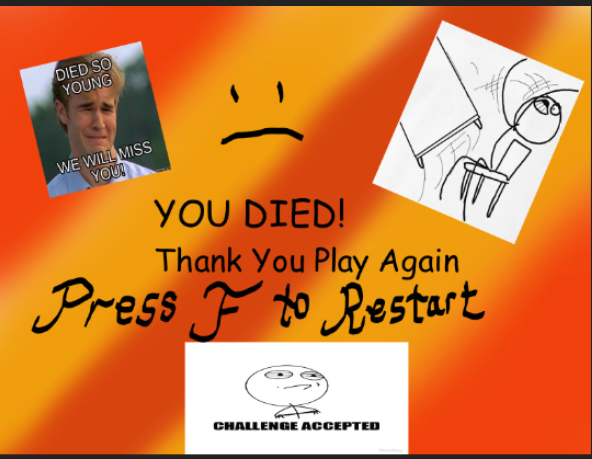 DIED SO
YOUNG
WE WILL MISS
YOU!
YOU DIED!
Thank You Play Again
Press F to Restart
CHALLENGE ACCEPTED